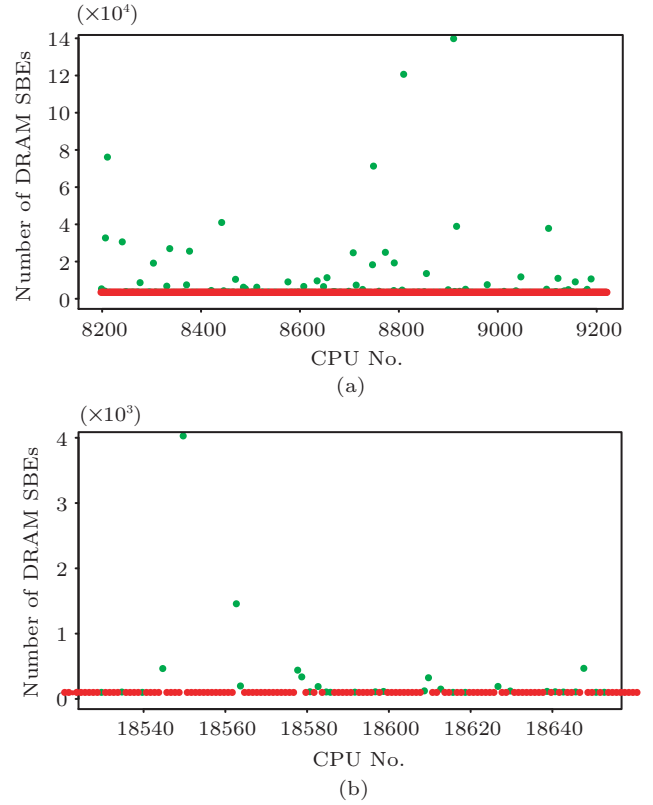 (×10⁴)
14
12
10
8
6
4
2
0
Number of DRAM SBEs
8200 8400 8600 8800 9000 9200
CPU No.
(a)
(×10³)
4
3
2
1
0
Number of DRAM SBEs
18540 18560 18580 18600 18620 18640
CPU No.
(b)